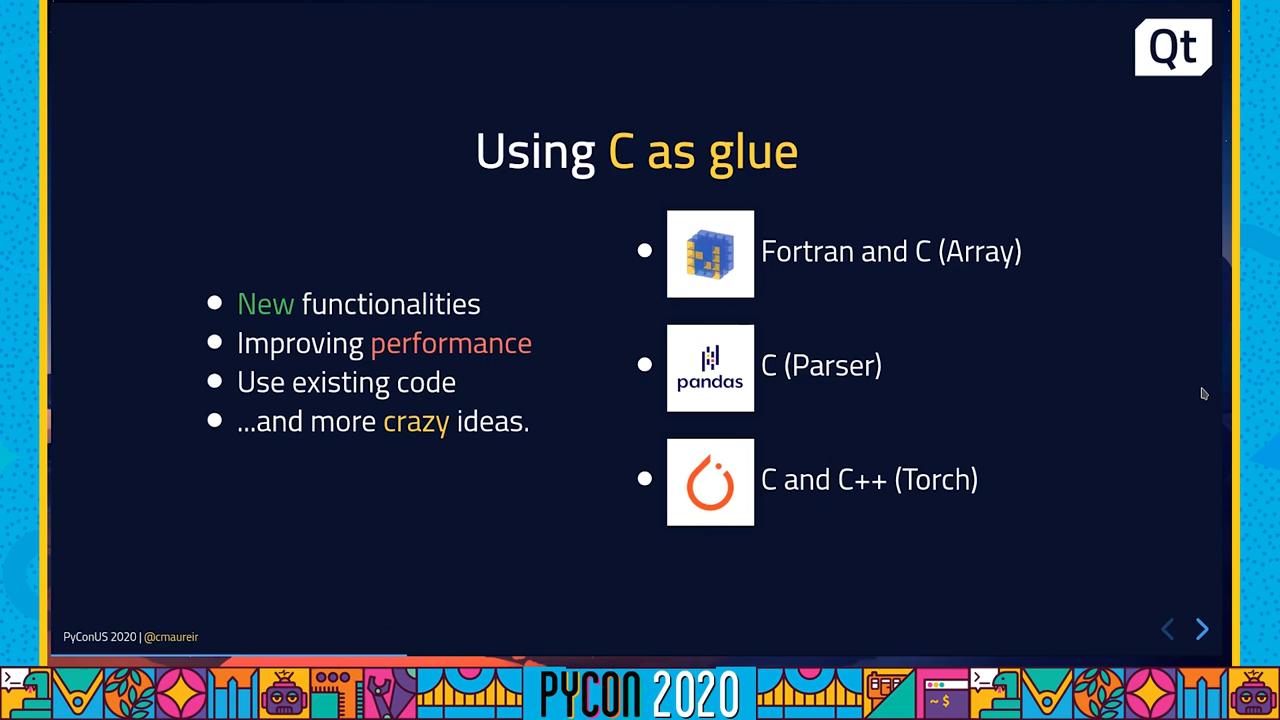 Qt
Using C as glue
New functionalities
Improving performance
Use existing code
...and more crazy ideas.
Fortran and C (Array)
pandas
C (Parser)
C and C++ (Torch)
PyConUS 2020 | @cmaureir
PYCON 2020
~ $